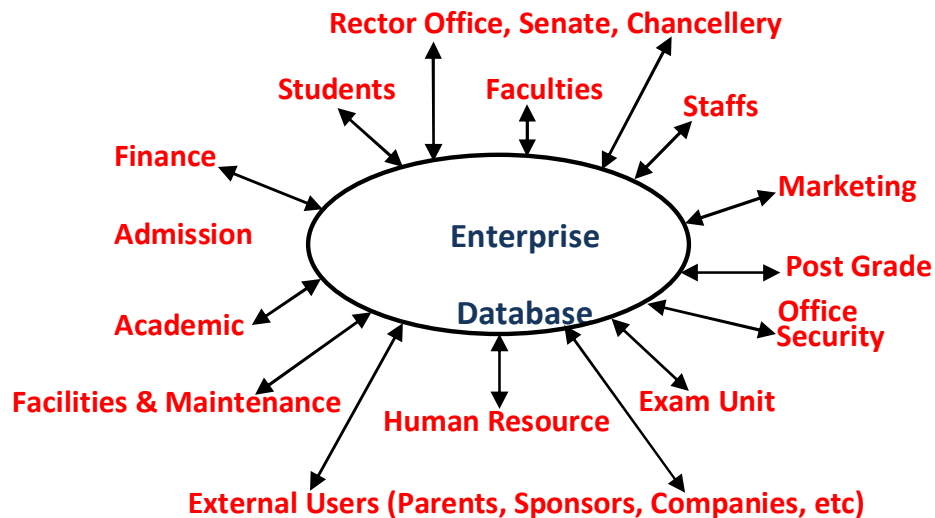 Rector Office, Senate, Chancellery
Students
Faculties
Staffs
Finance
Marketing
Admission
Enterprise
Post Grade
Database
Office
Security
Academic
Facilities & Maintenance
Human Resource
Exam Unit
External Users (Parents, Sponsors, Companies, etc)